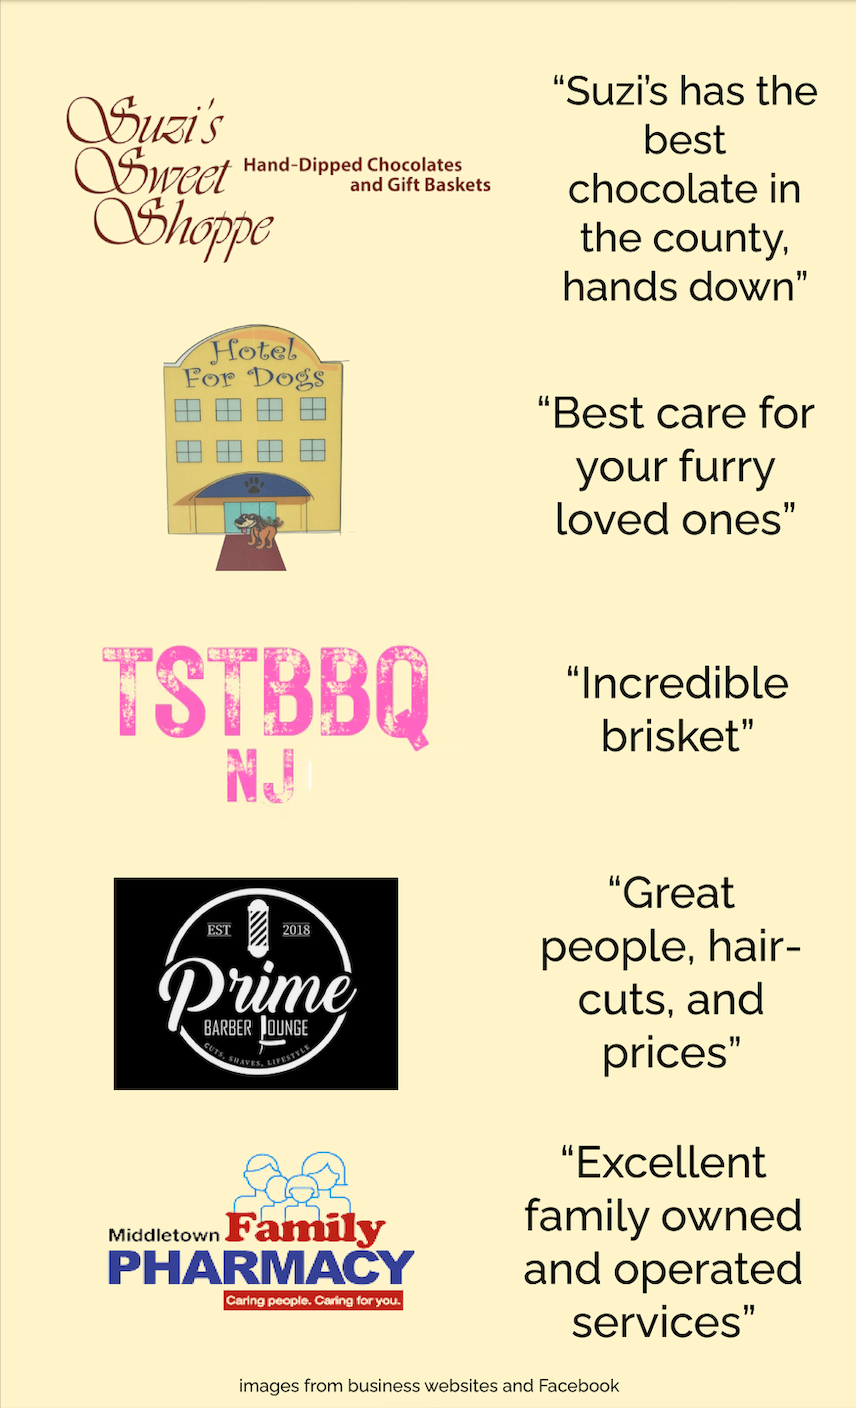 Suzi's
Sweet
Shoppe
Hand-Dipped Chocolates
and Gift Baskets
“Suzi’s has the
best
chocolate in
the county,
hands down”
Hotel
For Dogs
“Best care for
your furry
loved ones”
TSTBBQ
NJ
“Incredible
brisket”
EST 2018
Prime
BARBER LOUNGE
CUTS, SHAVES, LIFESTYLE
“Great
people, hair-
cuts, and
prices”
Middletown Family
PHARMACY
Caring people. Caring for you.
“Excellent
family owned
and operated
services”
images from business websites and Facebook